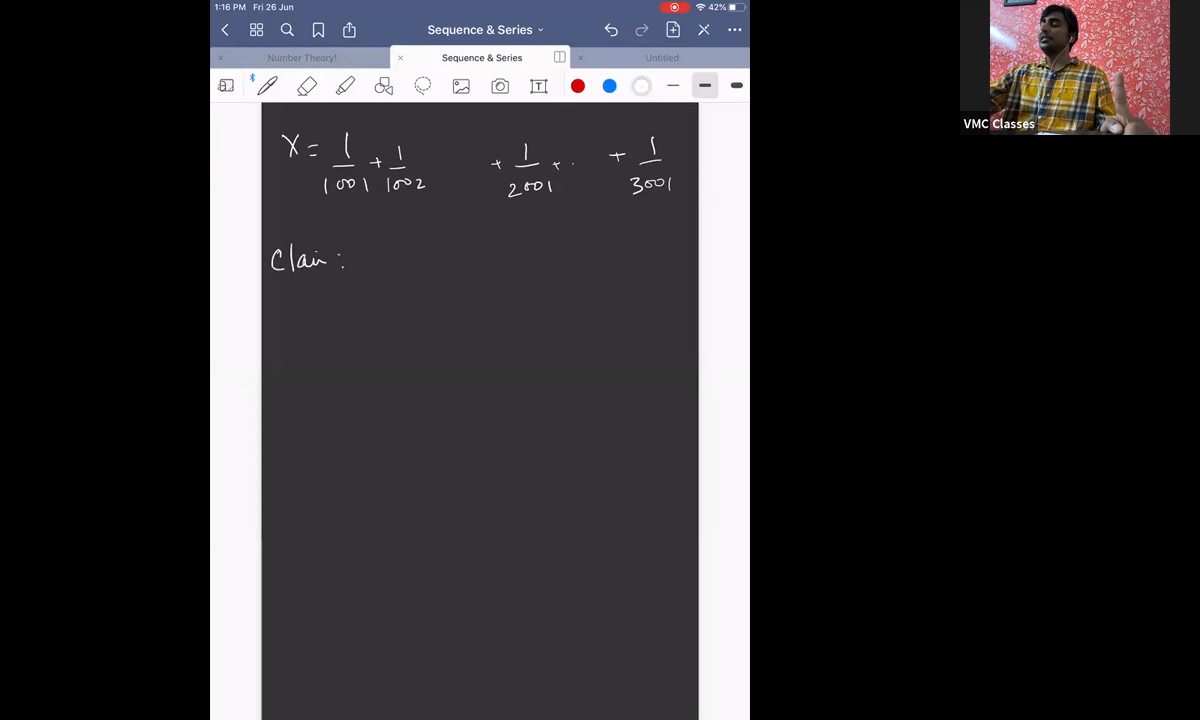 1:16 PM Fri 26 Jun 42%
Sequence & Series
Number Theory! Sequence & Series Untitled
VMC Classes
X = 1/1001 + 1/1002 + 1/2001 + . + 1/3001
Clain :